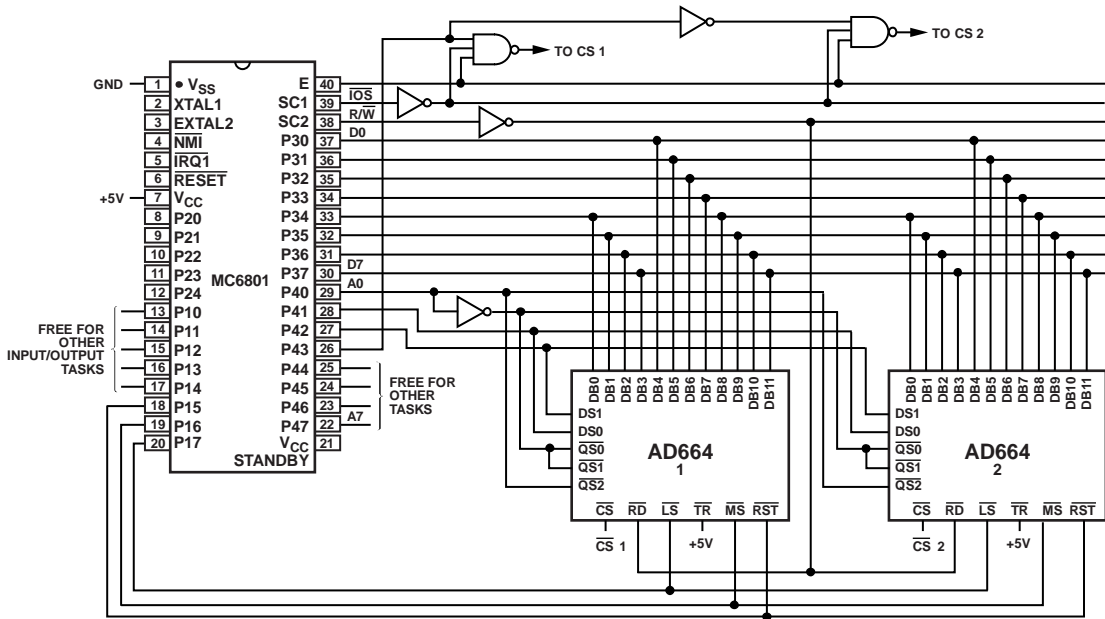 TO CS 1
TO CS 2
GND
1 • VSS
2 XTAL1
3 EXTAL2
4 NMI
5 IRQ1
6 RESET
+5V
7 VCC
8 P20
9 P21
10 P22
11 P23
12 P24
13 P10
14 P11
15 P12
16 P13
17 P14
18 P15
19 P16
20 P17
FREE FOR
OTHER
INPUT/OUTPUT
TASKS
MC6801
E 40
SC1 39 IOS
SC2 38 R/W
P30 37 D0
P31 36
P32 35
P33 34
P34 33
P35 32
P36 31
P37 30 D7
P40 29 A0
P41 28
P42 27
P43 26
P44 25
P45 24
P46 23
P47 22 A7
VCC 21
STANDBY
FREE FOR
OTHER
TASKS
DB0 DB1 DB2 DB3 DB4 DB5 DB6 DB7 DB8 DB9 DB10 DB11
DS1
DS0
QS0
QS1
QS2
AD664
1
CS RD LS TR MS RST
CS 1
+5V
DB0 DB1 DB2 DB3 DB4 DB5 DB6 DB7 DB8 DB9 DB10 DB11
DS1
DS0
QS0
QS1
QS2
AD664
2
CS RD LS TR MS RST
CS 2
+5V